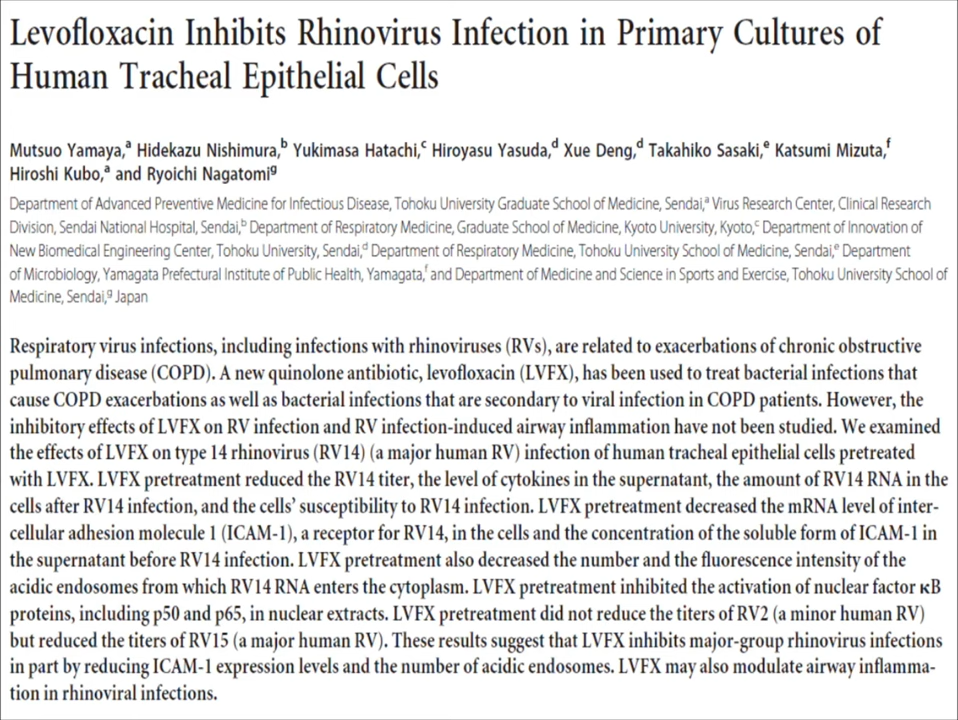 Levofloxacin Inhibits Rhinovirus Infection in Primary Cultures of
Human Tracheal Epithelial Cells
Mutsuo Yamaya,a Hidekazu Nishimura,b Yukimasa Hatachi,c Hiroyasu Yasuda,d Xue Deng,d Takahiko Sasaki,e Katsumi Mizuta,f
Hiroshi Kubo,a and Ryoichi Nagatomig
Department of Advanced Preventive Medicine for Infectious Disease, Tohoku University Graduate School of Medicine, Sendai,a Virus Research Center, Clinical Research
Division, Sendai National Hospital, Sendai,b Department of Respiratory Medicine, Graduate School of Medicine, Kyoto University, Kyoto,c Department of Innovation of
New Biomedical Engineering Center, Tohoku University, Sendai,d Department of Respiratory Medicine, Tohoku University School of Medicine, Sendai,e Department
of Microbiology, Yamagata Prefectural Institute of Public Health, Yamagata,f and Department of Medicine and Science in Sports and Exercise, Tohoku University School of
Medicine, Sendai,g Japan
Respiratory virus infections, including infections with rhinoviruses (RVs), are related to exacerbations of chronic obstructive
pulmonary disease (COPD). A new quinolone antibiotic, levofloxacin (LVFX), has been used to treat bacterial infections that
cause COPD exacerbations as well as bacterial infections that are secondary to viral infection in COPD patients. However, the
inhibitory effects of LVFX on RV infection and RV infection-induced airway inflammation have not been studied. We examined
the effects of LVFX on type 14 rhinovirus (RV14) (a major human RV) infection of human tracheal epithelial cells pretreated
with LVFX. LVFX pretreatment reduced the RV14 titer, the level of cytokines in the supernatant, the amount of RV14 RNA in the
cells after RV14 infection, and the cells' susceptibility to RV14 infection. LVFX pretreatment decreased the mRNA level of inter-
cellular adhesion molecule 1 (ICAM-1), a receptor for RV14, in the cells and the concentration of the soluble form of ICAM-1 in
the supernatant before RV14 infection. LVFX pretreatment also decreased the number and the fluorescence intensity of the
acidic endosomes from which RV14 RNA enters the cytoplasm. LVFX pretreatment inhibited the activation of nuclear factor κB
proteins, including p50 and p65, in nuclear extracts. LVFX pretreatment did not reduce the titers of RV2 (a minor human RV)
but reduced the titers of RV15 (a major human RV). These results suggest that LVFX inhibits major-group rhinovirus infections
in part by reducing ICAM-1 expression levels and the number of acidic endosomes. LVFX may also modulate airway inflamma-
tion in rhinoviral infections.